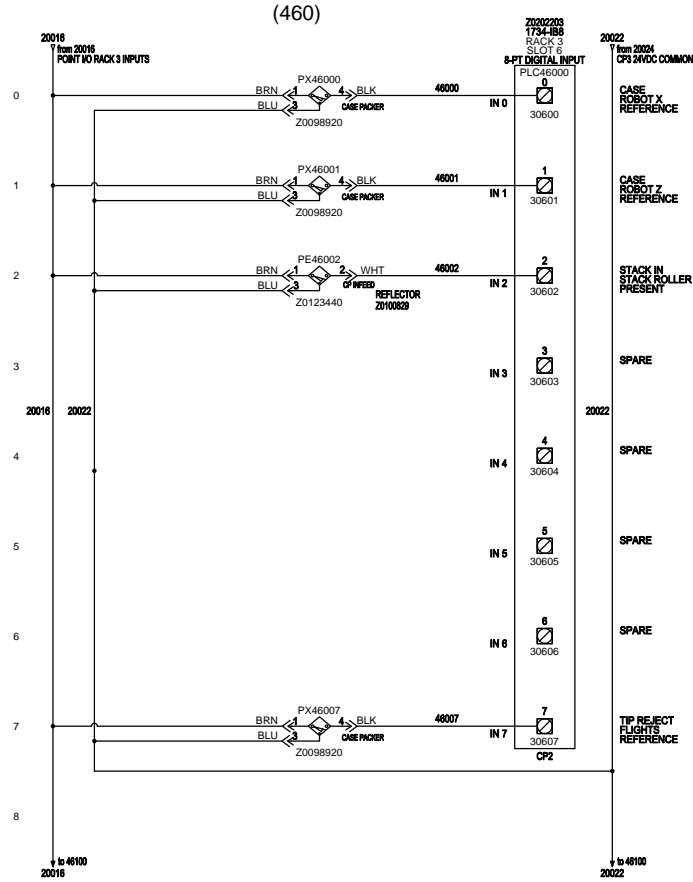 (460)
20016
from 20016
POINT I/O RACK 3 INPUTS
Z0202203
1734-IB8
RACK 3
SLOT 6
8-PT DIGITAL INPUT
PLC46000
20022
from 20024
CP3 24VDC COMMON
0
BRN 1
BLU 3
PX46000
Z0098920
4 BLK
CASE PACKER
46000
IN 0
0
30600
CASE
ROBOT X
REFERENCE
1
BRN 1
BLU 3
PX46001
Z0098920
4 BLK
CASE PACKER
46001
IN 1
1
30601
CASE
ROBOT Z
REFERENCE
2
BRN 1
BLU 3
PE46002
Z0123440
2 WHT
CP INFEED
REFLECTOR
Z0100829
46002
IN 2
2
30602
STACK IN
STACK ROLLER
PRESENT
3
IN 3
3
30603
SPARE
20016
20022
20022
4
IN 4
4
30604
SPARE
5
IN 5
5
30605
SPARE
6
IN 6
6
30606
SPARE
7
BRN 1
BLU 3
PX46007
Z0098920
4 BLK
CASE PACKER
46007
IN 7
7
30607
CP2
TIP REJECT
FLIGHTS
REFERENCE
8
to 46100
20016
to 46100
20022